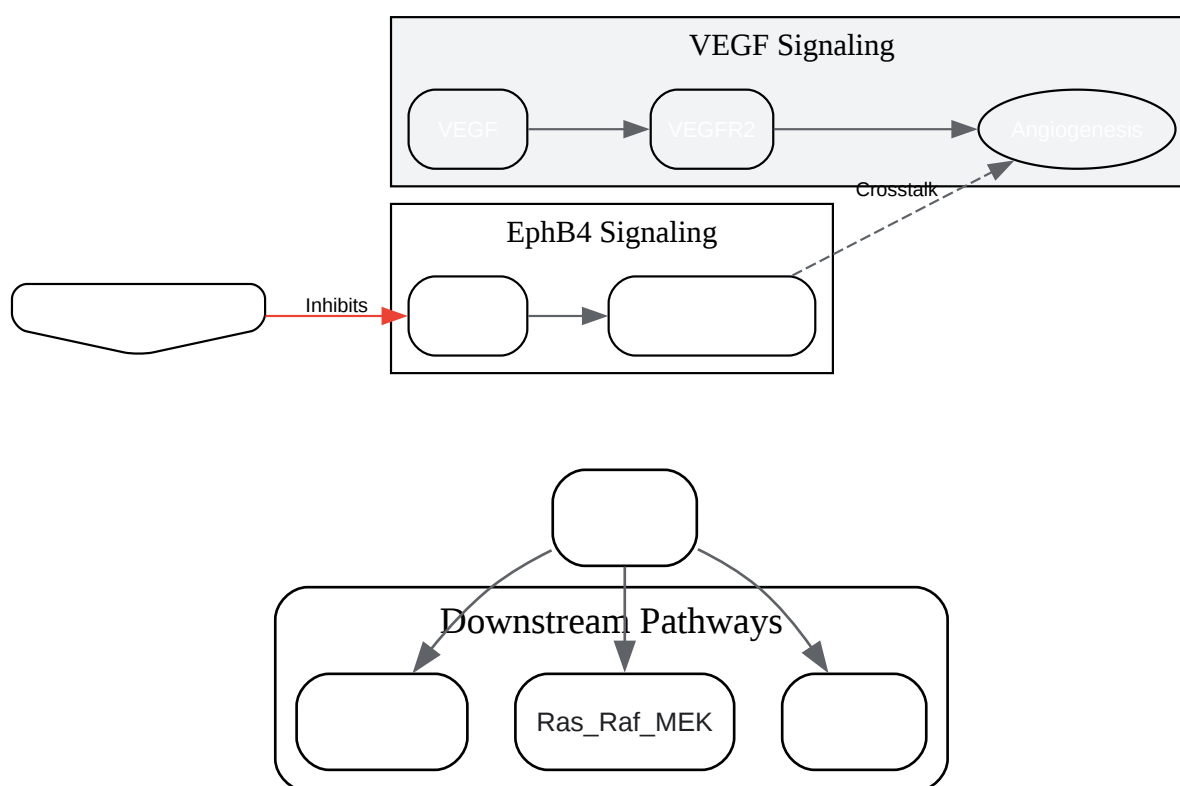 VEGF Signaling
VEGF
VEGFR2
Angiogenesis
Crosstalk
EphB4 Signaling
Inhibits
Downstream Pathways
Ras_Raf_MEK